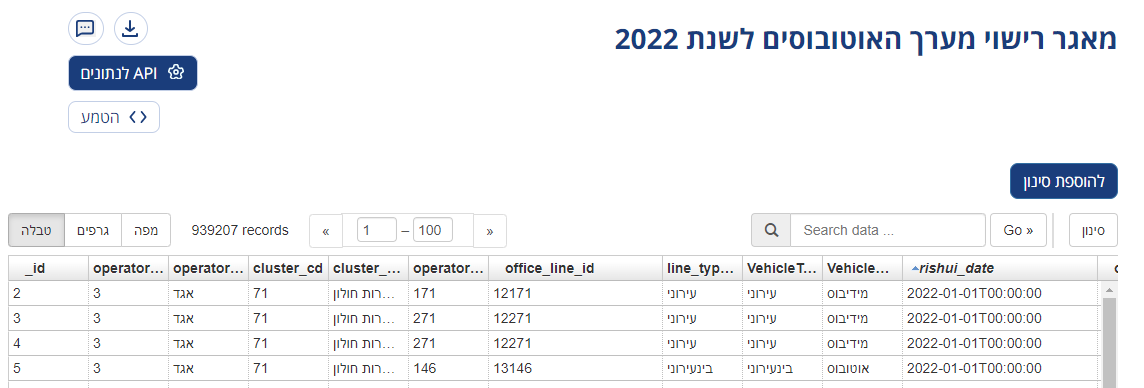 מאגר רישוי מערך האוטובוסים לשנת 2022
API לנתונים
הטמע
להוספת סינון
טבלה גרפים מפה 939207 records « 1 – 100 » Search data ... Go » סינון
_id operator... operator... cluster_cd cluster_... operator... office_line_id line_typ... VehicleT... Vehicle... rishui_date
2 3 אגד 71 ...רות חולון 171 12171 עירוני עירוני מידיבוס 2022-01-01T00:00:00
3 3 אגד 71 ...רות חולון 271 12271 עירוני עירוני מידיבוס 2022-01-01T00:00:00
4 3 אגד 71 ...רות חולון 271 12271 עירוני עירוני מידיבוס 2022-01-01T00:00:00
5 3 אגד 71 ...רות חולון 146 13146 בינעירוני בינעירוני אוטובוס 2022-01-01T00:00:00